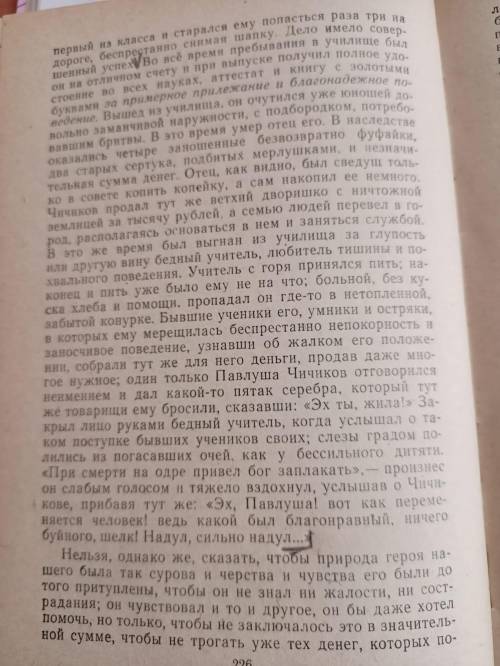 первый из класса и старался ему попасться раза три на
дороге, беспрестанно снимая шапку. Дело имело совер-
шенный успех. Во всё время пребывания в училище был
он на отличном счету и при выпуске получил полное удо-
стоение во всех науках, аттестат и книгу с золотыми
буквами за примерное прилежание и благонадежное по-
ведение. Вышед из училища, он очутился уже юношей до-
вольно заманчивой наружности, с подбородком, потребо-
вавшим бритвы. В это время умер отец его. В наследстве
оказались четыре заношенные безвозвратно фуфайки,
два старых сертука, подбитых мерлушками, и незначи-
тельная сумма денег. Отец, как видно, был сведущ толь-
ко в совете копить копейку, а сам накопил ее немного.
Чичиков продал тут же ветхий дворишко с ничтожной
землицей за тысячу рублей, а семью людей перевел в го-
род, располагаясь основаться в нем и заняться службой.
В это же время был выгнан из училища за глупость
или другую вину бедный учитель, любитель тишины и по-
хвального поведения. Учитель с горя принялся пить; на-
конец и пить уже было ему не на что; больной, без ку-
ска хлеба и помощи, пропадал он где-то в нетопленной,
забытой конурке. Бывшие ученики его, умники и остряки,
в которых ему мерещилась беспрестанно непокорность и
заносчивое поведение, узнавши об жалком его положе-
нии, собрали тут же для него деньги, продав даже мно-
гое нужное; один только Павлуша Чичиков отговорился
неимением и дал какой-то пятак серебра, который тут
же товарищи ему бросили, сказавши: «Эх ты, жила!» За-
крыл лицо руками бедный учитель, когда услышал о та-
ком поступке бывших учеников своих; слезы градом по-
лились из погасавших очей, как у бессильного дитяти.
«При смерти на одре привел бог заплакать»,— произнес
он слабым голосом и тяжело вздохнул, услышав о Чичи-
кове, прибавя тут же: «Эх, Павлуша! вот как переме-
няется человек! ведь какой был благонравный, ничего
буйного, шелк! Надул, сильно надул...»
Нельзя, однако же, сказать, чтобы природа героя на-
шего была так сурова и черства и чувства его были до
того притуплены, чтобы он не знал ни жалости, ни сост-
радания; он чувствовал и то и другое, он бы даже хотел
помочь, но только, чтобы не заключалось это в значитель-
ной сумме, чтобы не трогать уже тех денег, которых по-
226